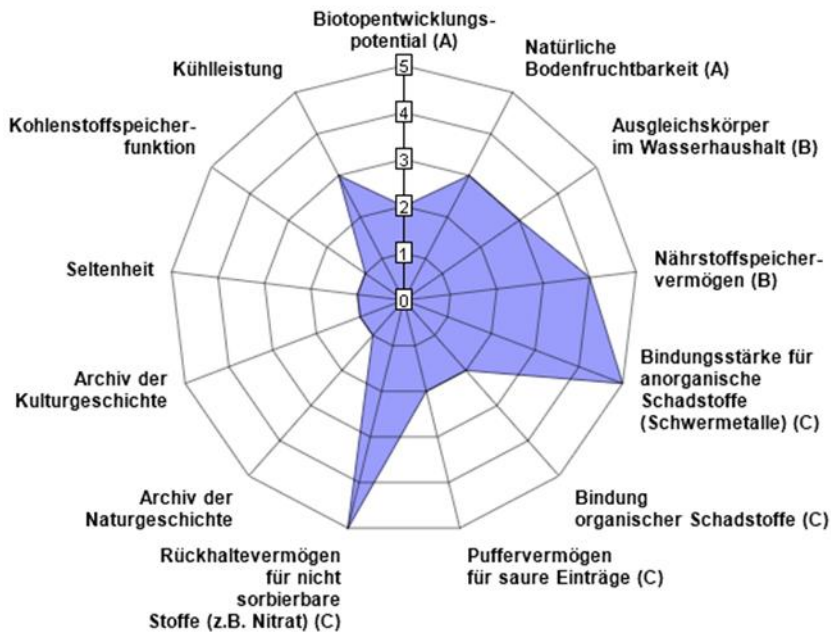 Biotopentwicklungs-
potential (A)
Natürliche
Bodenfruchtbarkeit (A)
Ausgleichskörper
im Wasserhaushalt (B)
Nährstoffspeicher-
vermögen (B)
Bindungsstärke für
anorganische
Schadstoffe
(Schwermetalle) (C)
Bindung
organischer Schadstoffe (C)
Puffervermögen
für saure Einträge (C)
Rückhaltevermögen
für nicht
sorbierbare
Stoffe (z.B. Nitrat) (C)
Archiv der
Naturgeschichte
Archiv der
Kulturgeschichte
Seltenheit
Kohlenstoffspeicher-
funktion
Kühlleistung
5
4
3
2
1
0